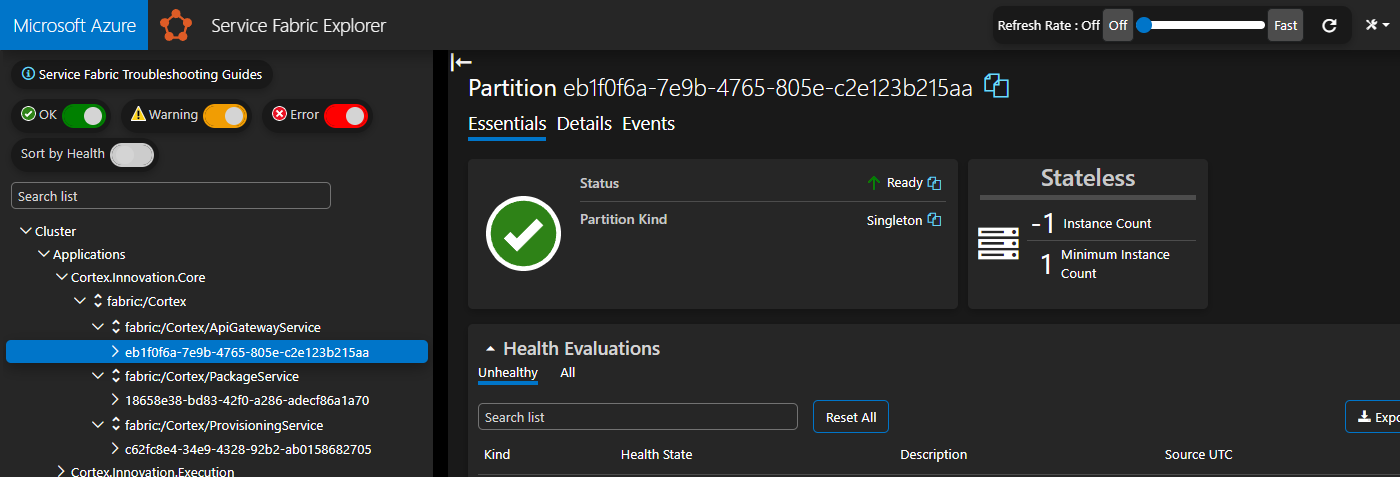 Microsoft Azure
Service Fabric Explorer
Refresh Rate : Off
Off
Fast
Service Fabric Troubleshooting Guides
OK
Warning
Error
Sort by Health
Search list
Cluster
Applications
Cortex.Innovation.Core
fabric:/Cortex
fabric:/Cortex/ApiGatewayService
eb1f0f6a-7e9b-4765-805e-c2e123b215aa
fabric:/Cortex/PackageService
18658e38-bd83-42f0-a286-adecf86a1a70
fabric:/Cortex/ProvisioningService
c62fc8e4-34e9-4328-92b2-ab0158682705
Cortex.Innovation.Execution
Partition eb1f0f6a-7e9b-4765-805e-c2e123b215aa
Essentials Details Events
Status Ready
Partition Kind Singleton
Stateless
-1 Instance Count
1 Minimum Instance
Count
Health Evaluations
Unhealthy All
Search list
Reset All
Expo
Kind Health State Description Source UTC